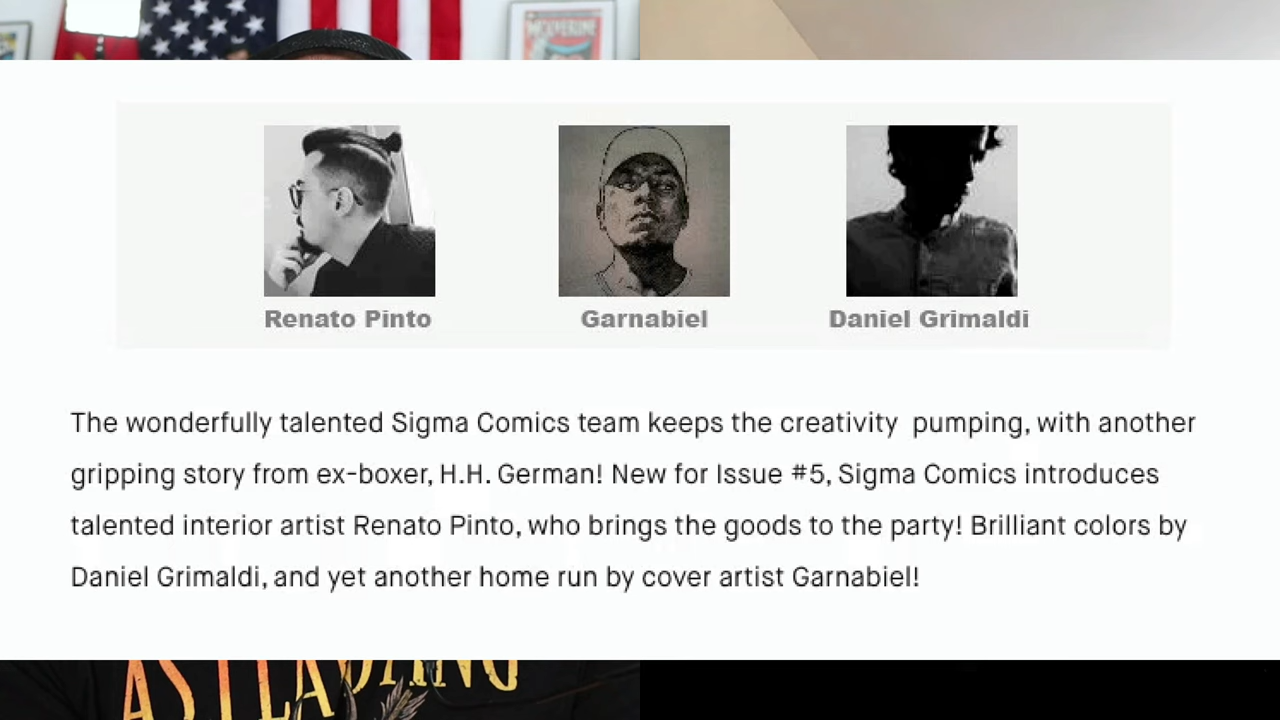 WOLVERINE
Renato Pinto
Garnabiel
Daniel Grimaldi
The wonderfully talented Sigma Comics team keeps the creativity pumping, with another
gripping story from ex-boxer, H.H. German! New for Issue #5, Sigma Comics introduces
talented interior artist Renato Pinto, who brings the goods to the party! Brilliant colors by
Daniel Grimaldi, and yet another home run by cover artist Garnabiel!